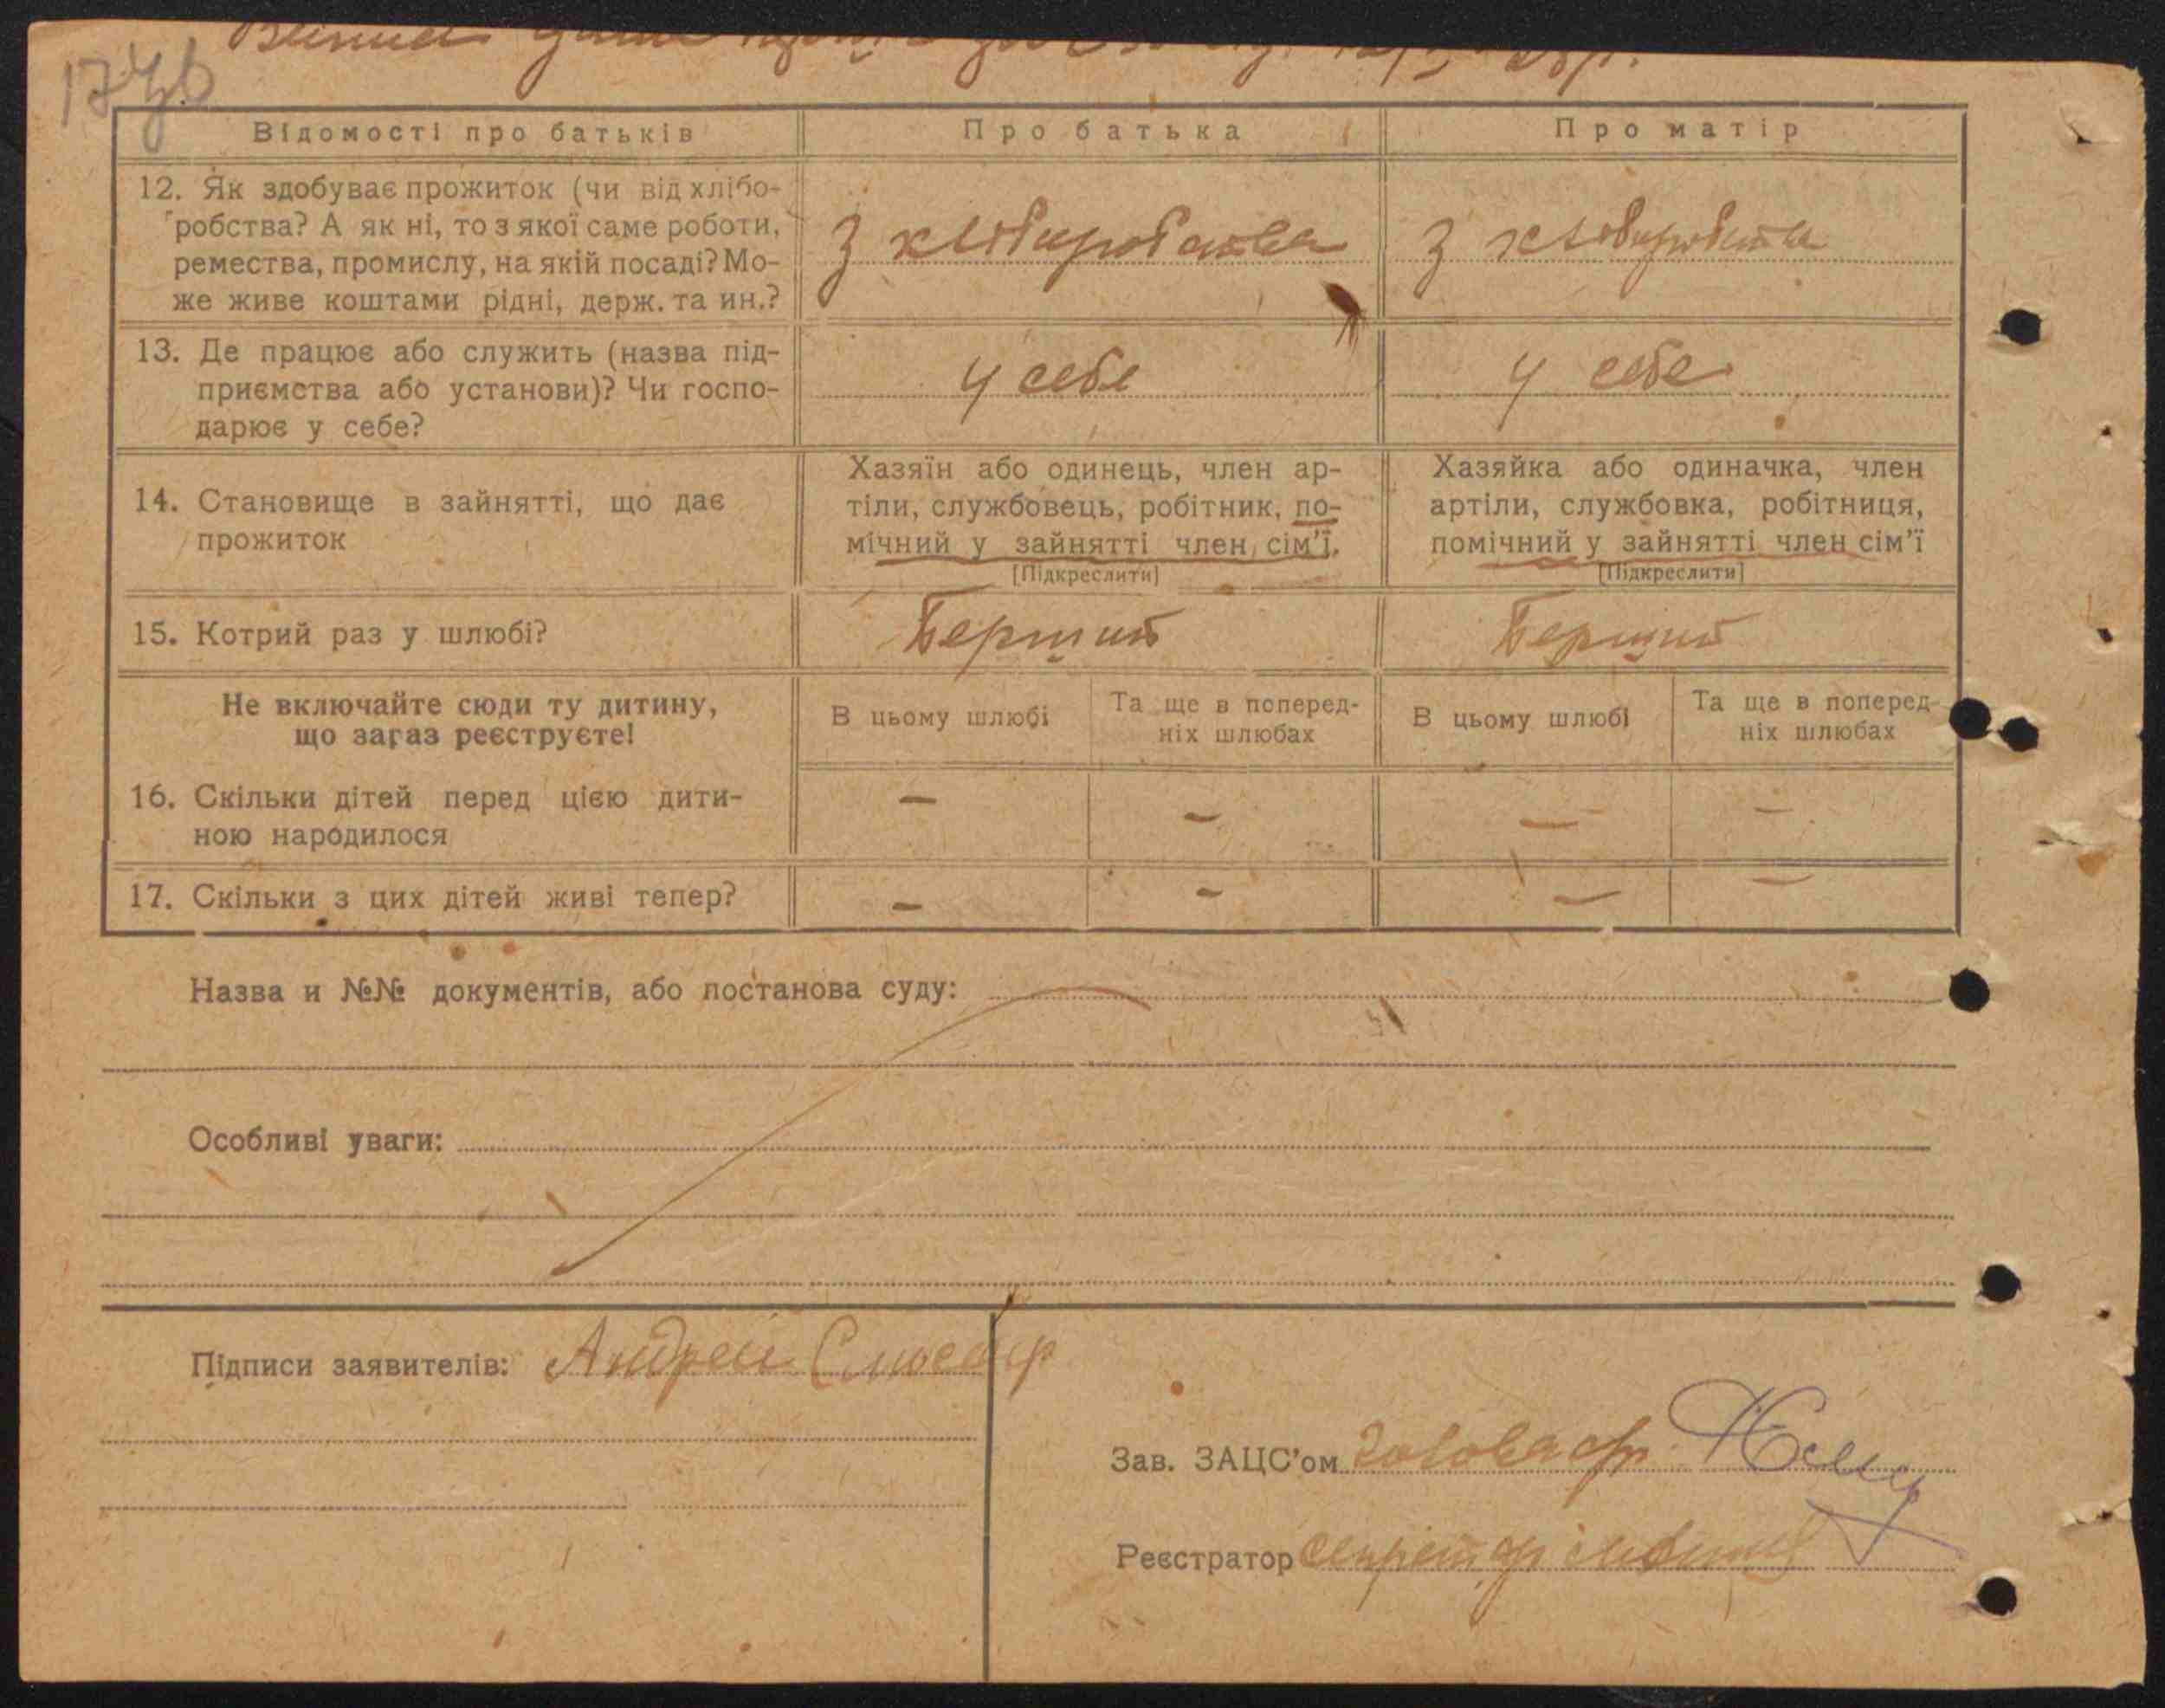 Відомості про батьків
Про батька
Про матір
12. Як здобуває прожиток (чи від хлібо-
робства? А як ні, то з якої саме роботи,
ремества, промислу, на якій посаді? Мо-
же живе коштами рідні, держ. та ин.?
З хліборобства
З хліборобства
13. Де працює або служить (назва під-
приємства або установи)? Чи госпо-
дарює у себе?
У себе
У себе
14. Становище в зайнятті, що дає
прожиток
Хазяїн або одинець, член ар-
тіли, службовець, робітник, по-
мічний у зайнятті член сім'ї.
[Підкреслити]
Хазяйка або одиначка, член
артіли, службовка, робітниця,
помічний у зайнятті член сім'ї
[Підкреслити]
15. Котрий раз у шлюбі?
Перший
Перший
Не включайте сюди ту дитину,
що зараз реєструєте!
В цьому шлюбі
Та ще в поперед-
ніх шлюбах
В цьому шлюбі
Та ще в поперед-
ніх шлюбах
16. Скільки дітей перед цією дити-
ною народилося
— — — —
17. Скільки з цих дітей живі тепер?
— — — —
Назва и №№ документів, або постанова суду:
Особливі уваги:
Підписи заявителів: Андрей
Зав. ЗАЦС'ом голова
Реєстратор секретар